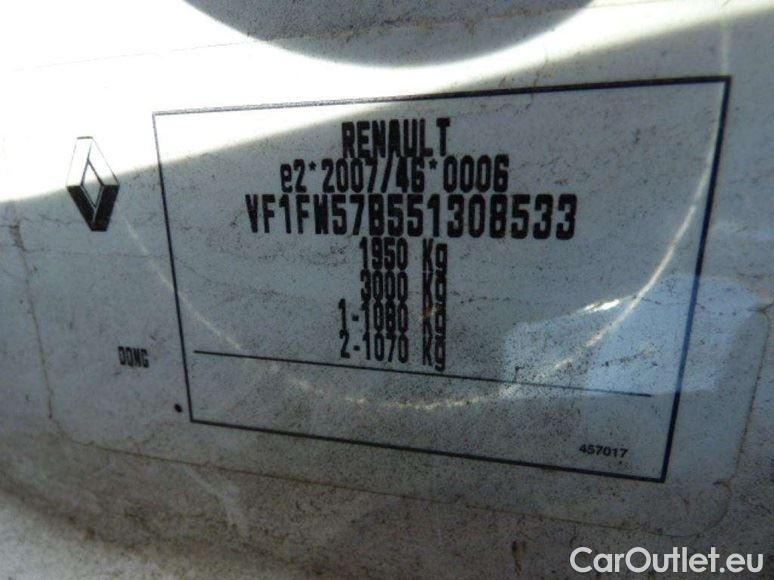 RENAULT
e2*2007/46*0006
VF1FW57B551308533
1950 Kg
3000 Kg
1-1080 Kg
2-1070 Kg
DQNG
457017
CarOutlet.eu